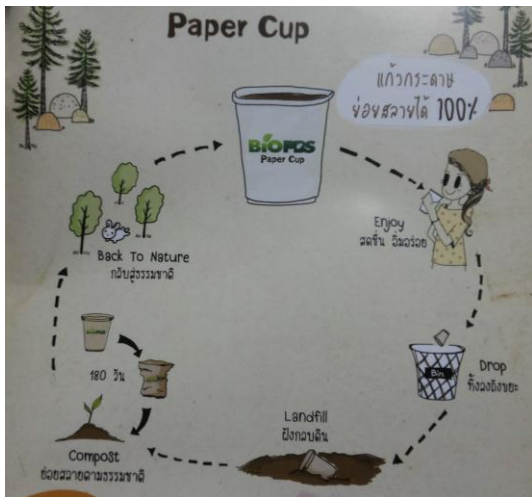 Paper Cup
แก้วกระดาษ
ย่อยสลายได้ 100%
BIOPBS
Paper Cup
Enjoy
สดชื่น อิ่มอร่อย
Back To Nature
กลับสู่ธรรมชาติ
Bin
Drop
ทิ้งลงถังขยะ
180 วัน
Landfill
ฝังกลบดิน
Compost
ย่อยสลายตามธรรมชาติ